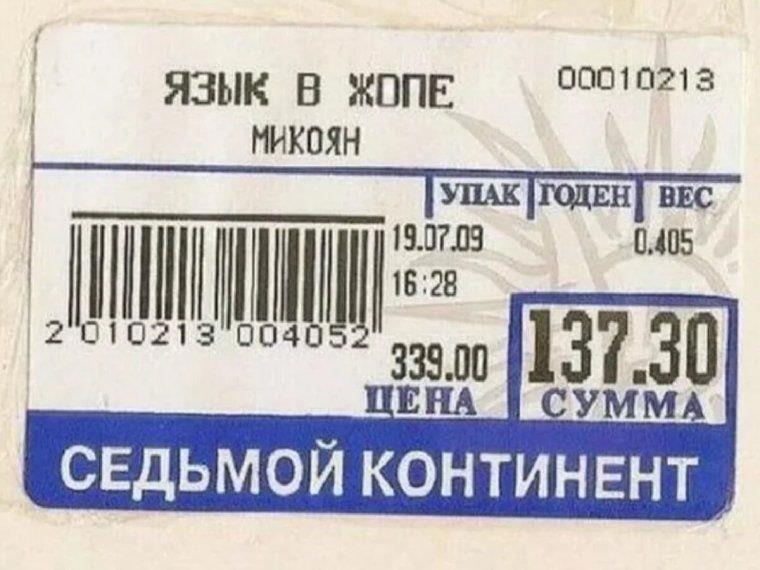 ЯЗЫК В ЖОПЕ 00010213
МИКОЯН
УПАК ГОДЕН ВЕС
19.07.09 0.405
16:28
2 010213 004052
339.00 137.30
ЦЕНА СУММА
СЕДЬМОЙ КОНТИНЕНТ